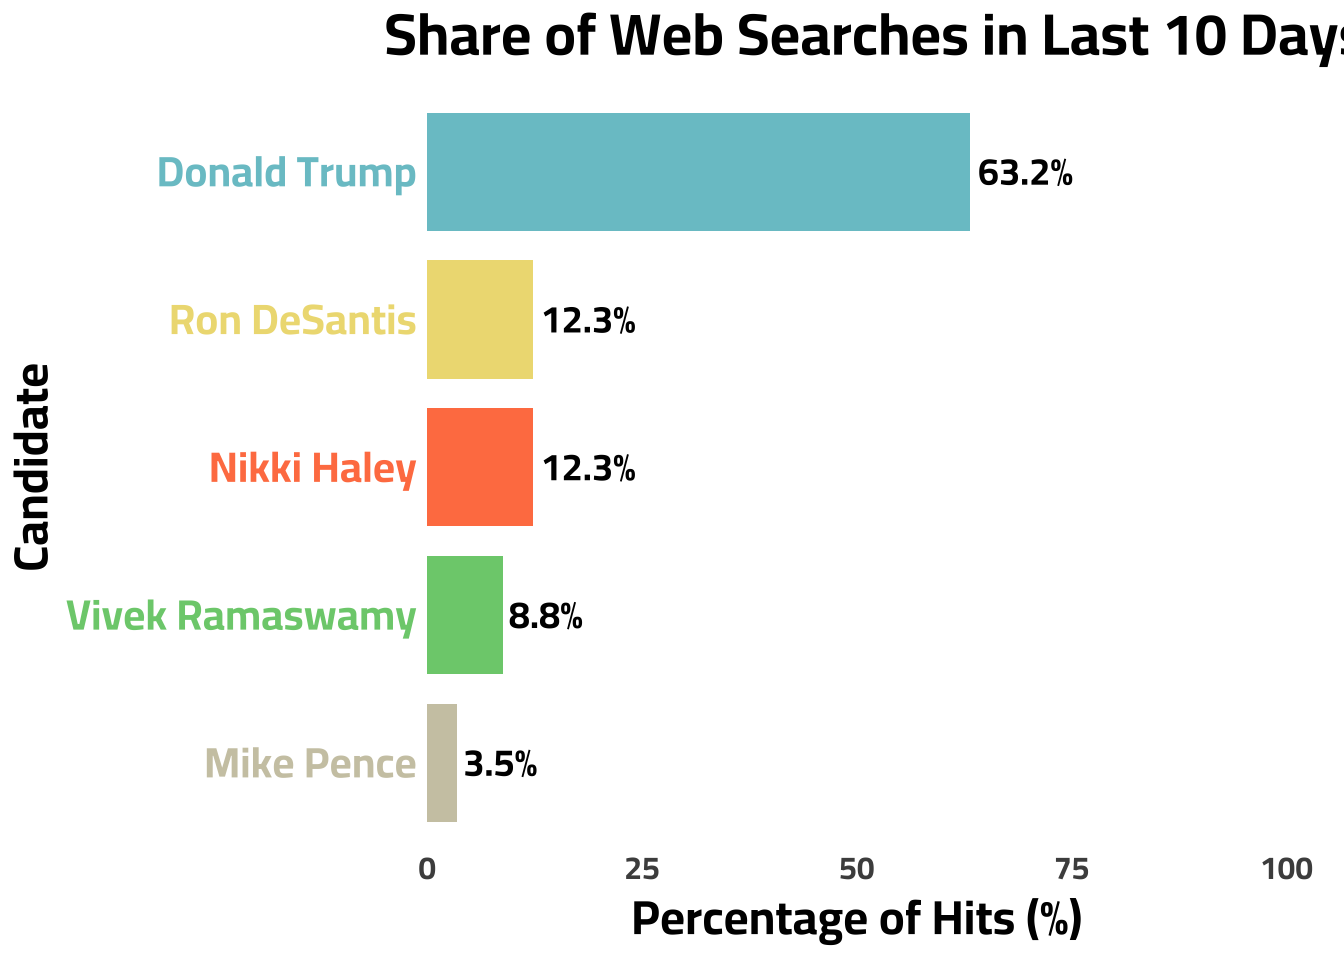 Share of Web Searches in Last 10 Days
Donald Trump 63.2%
Ron DeSantis 12.3%
Nikki Haley 12.3%
Vivek Ramaswamy 8.8%
Mike Pence 3.5%
Candidate
0 25 50 75 100
Percentage of Hits (%)